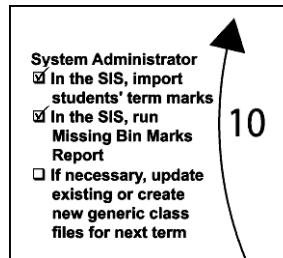 System Administrator
☑ In the SIS, import
students' term marks
☑ In the SIS, run
Missing Bin Marks
Report
☐ If necessary, update
existing or create
new generic class
files for next term
10